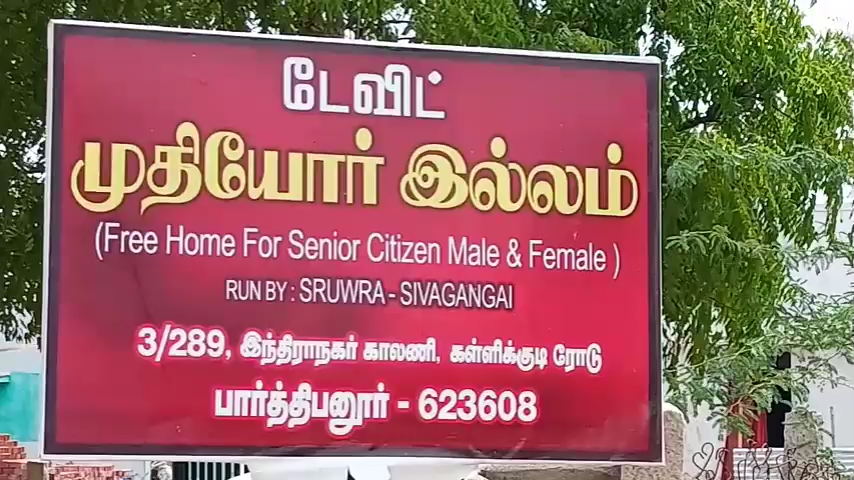 டேவிட்
முதியோர் இல்லம்
(Free Home For Senior Citizen Male & Female )
RUN BY : SRUWRA - SIVAGANGAI
3/289, இந்திராநகர் காலணி, கள்ளிக்குடி ரோடு
பார்த்திபனூர் - 623608